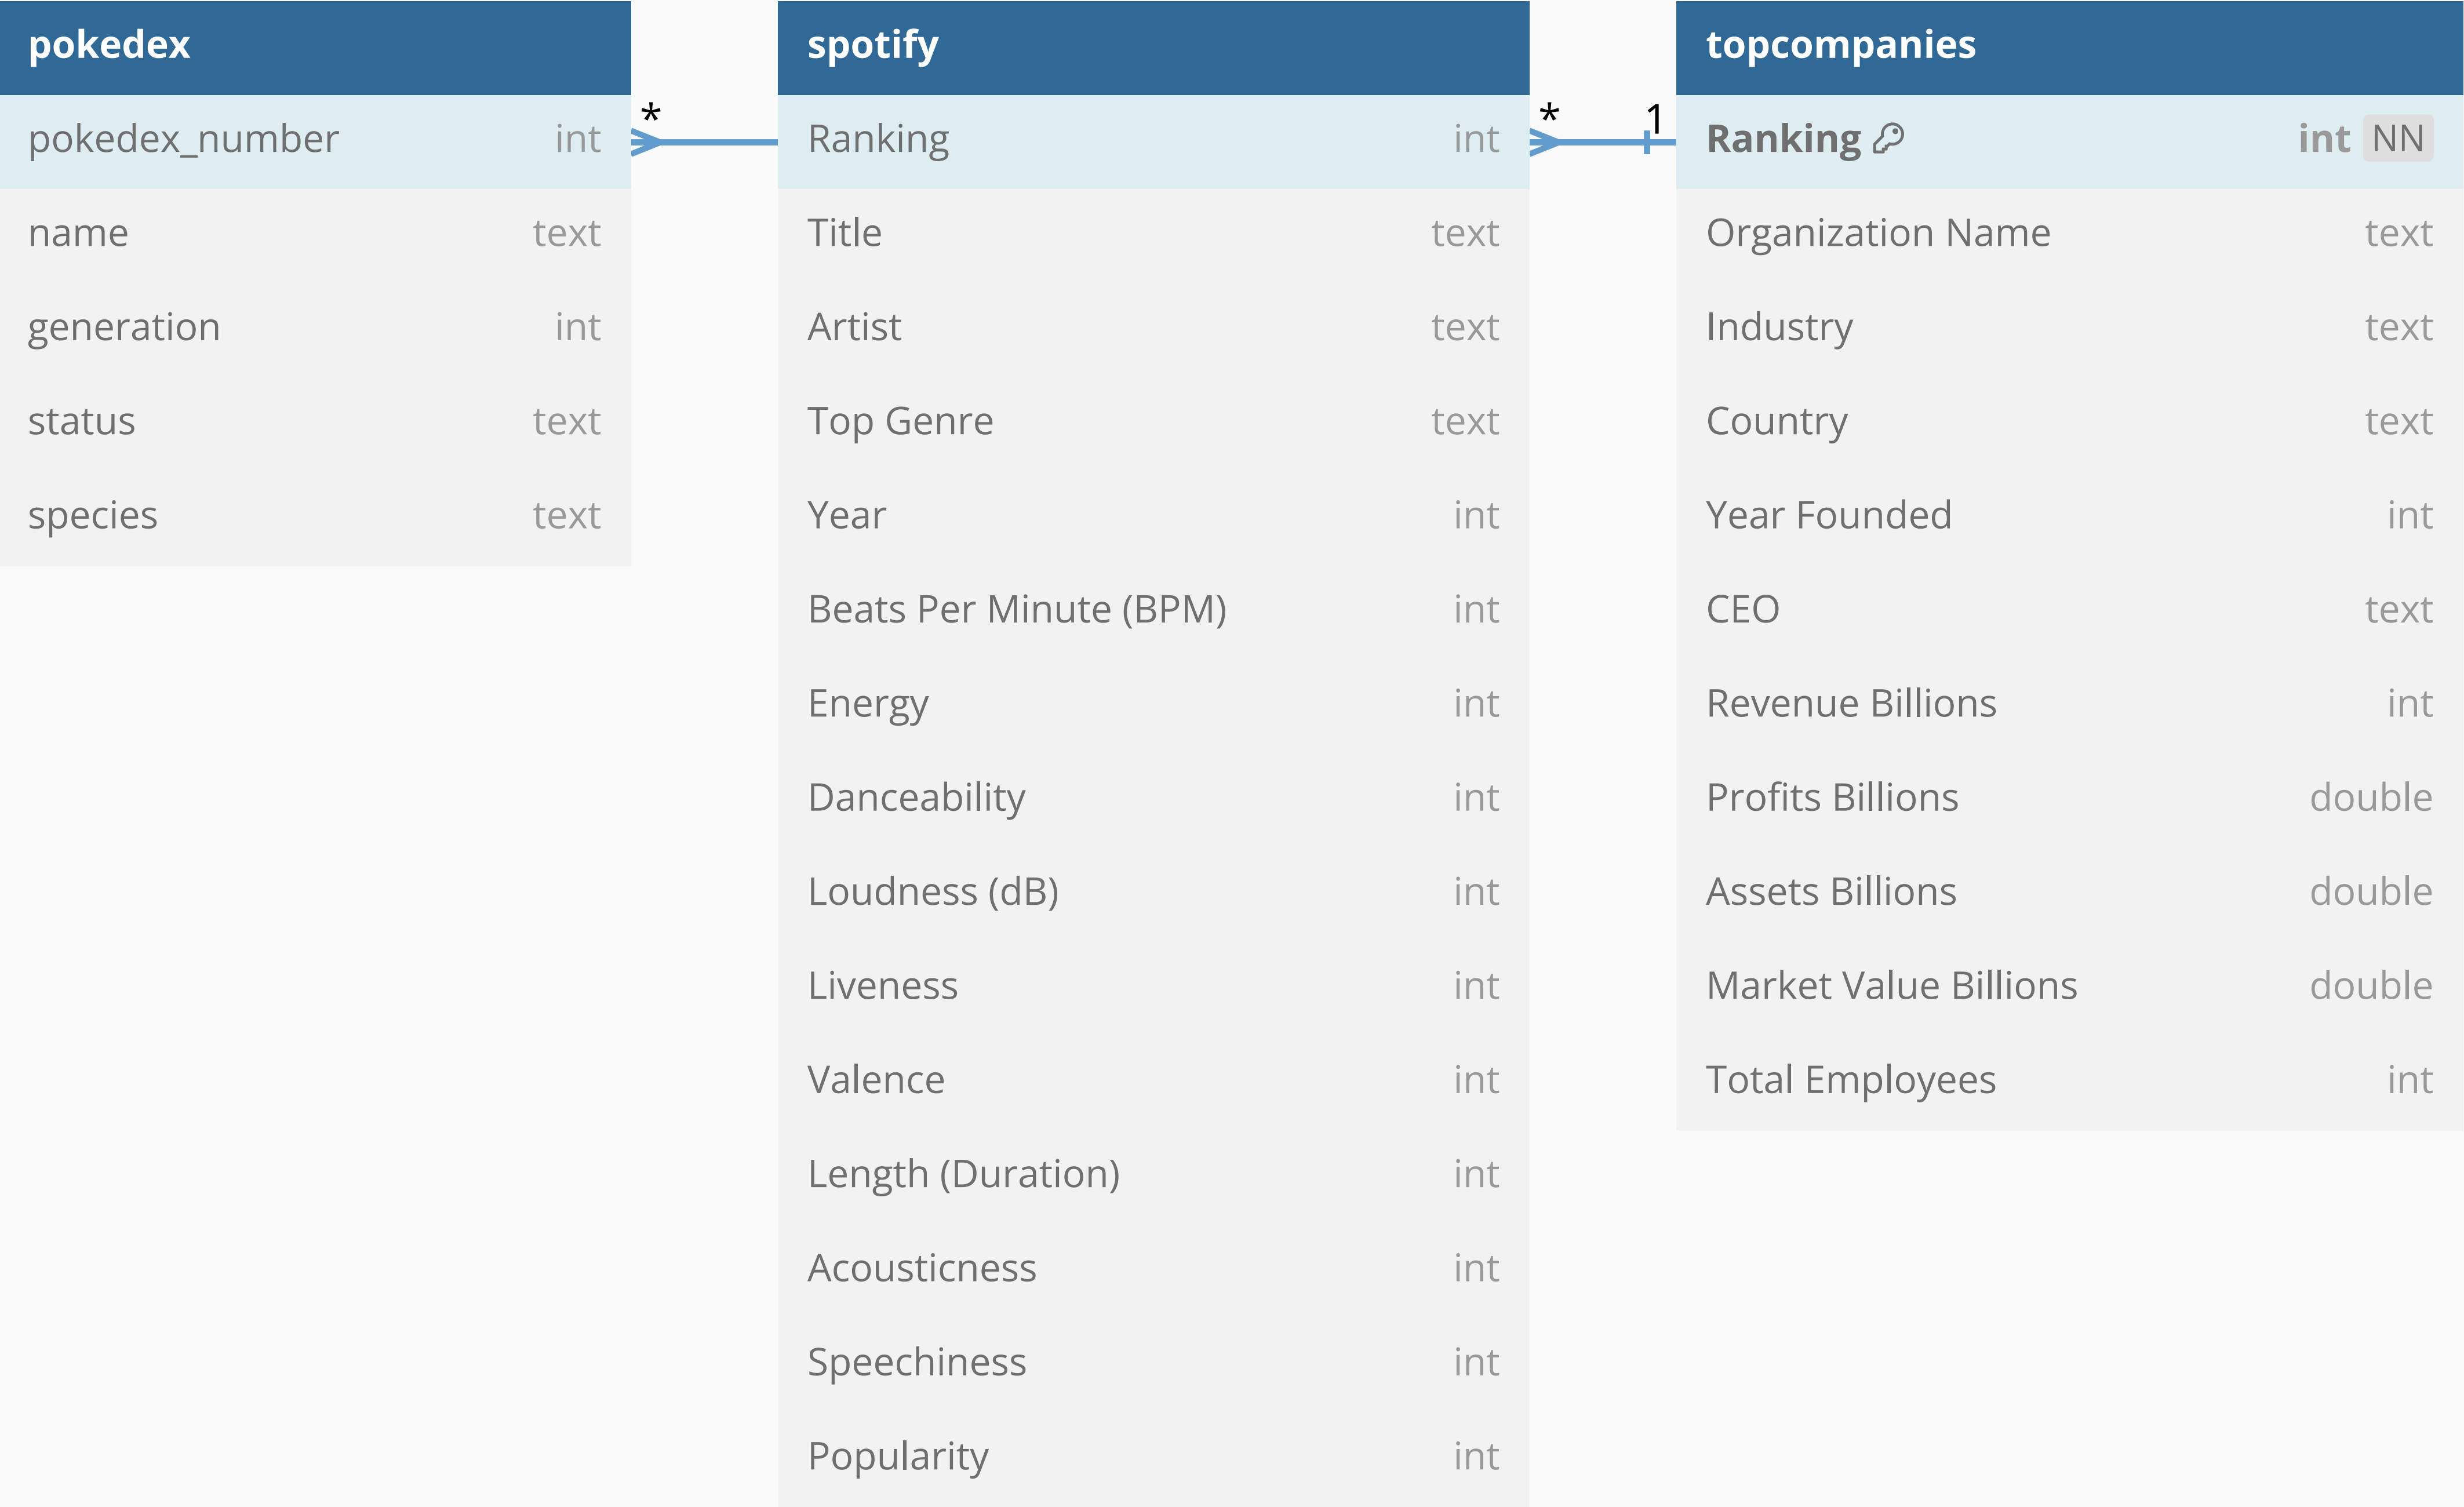 pokedex
pokedex_number int
name text
generation int
status text
species text
*
spotify
Ranking int
Title text
Artist text
Top Genre text
Year int
Beats Per Minute (BPM) int
Energy int
Danceability int
Loudness (dB) int
Liveness int
Valence int
Length (Duration) int
Acousticness int
Speechiness int
Popularity int
* 1
topcompanies
Ranking int NN
Organization Name text
Industry text
Country text
Year Founded int
CEO text
Revenue Billions int
Profits Billions double
Assets Billions double
Market Value Billions double
Total Employees int